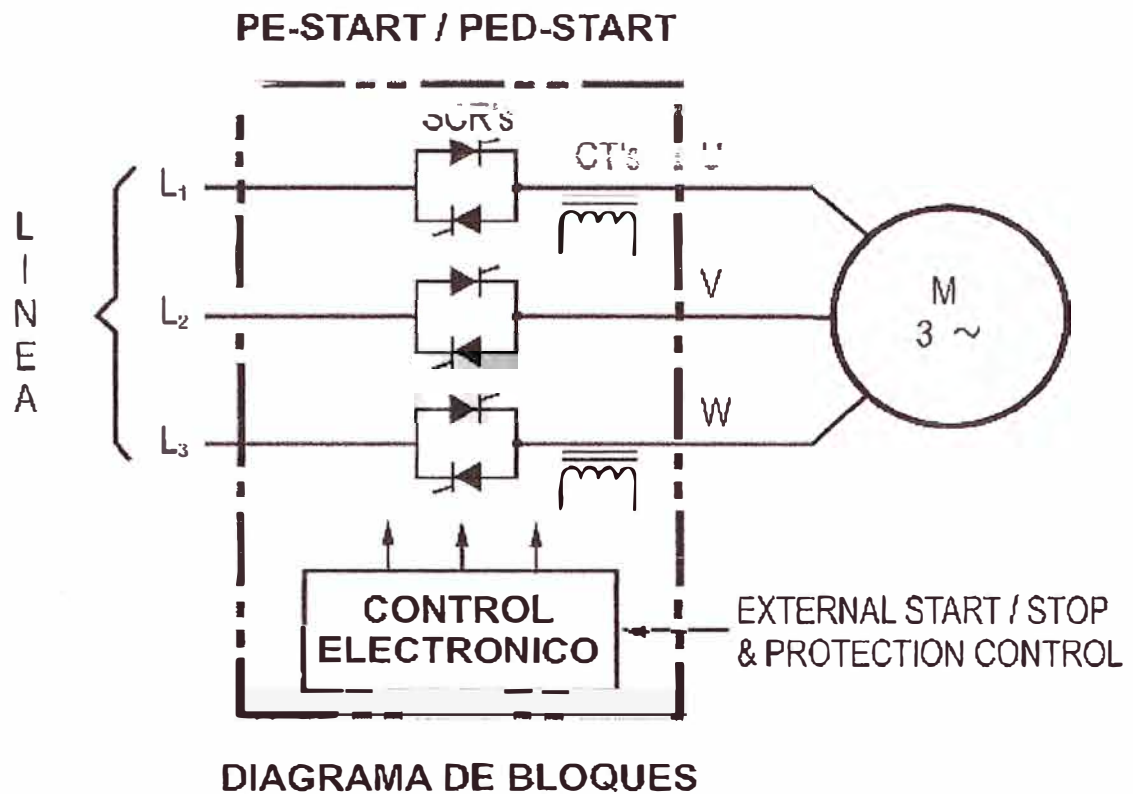 PE-START / PED-START
SCR's
CT's
U
L1
L
I
N
E
A
V
L2
M
3 ~
W
L3
CONTROL
ELECTRONICO
EXTERNAL START / STOP
& PROTECTION CONTROL
DIAGRAMA DE BLOQUES